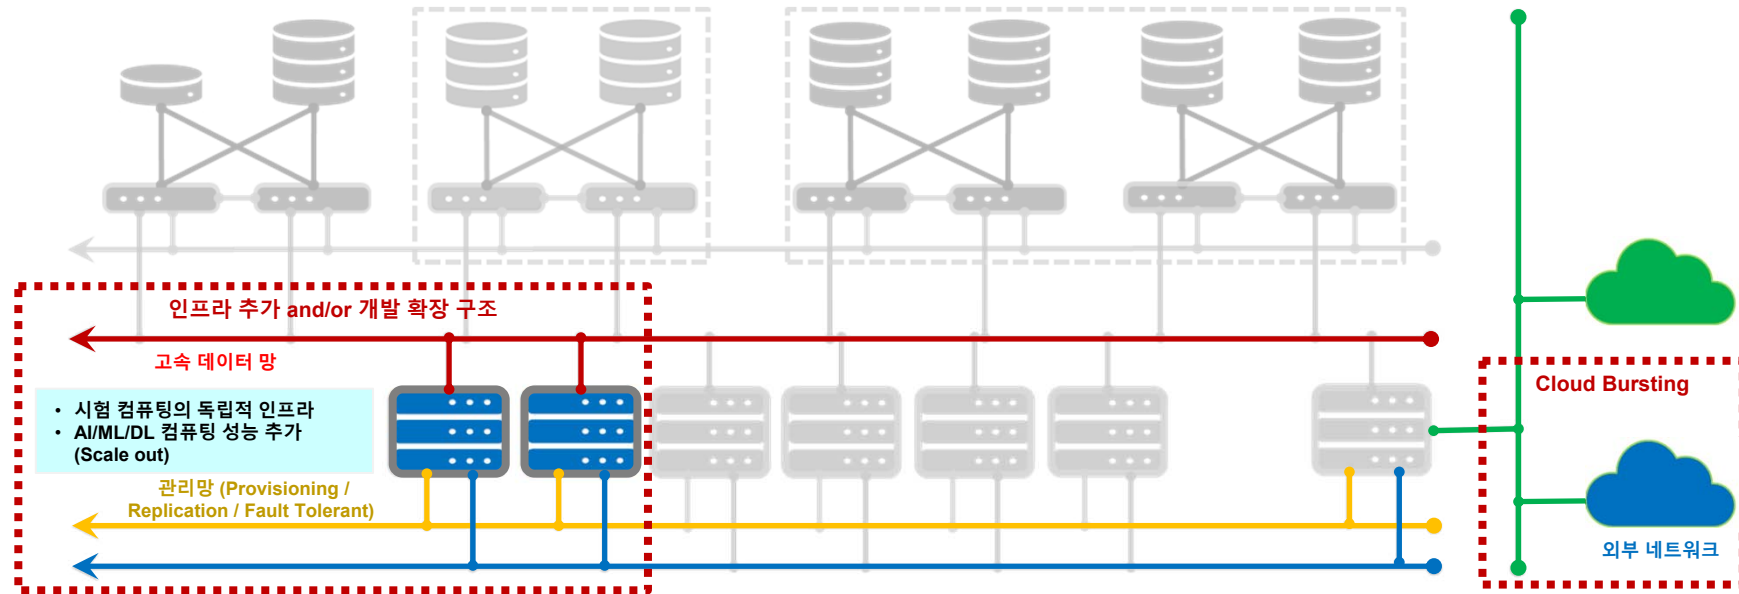 인프라 추가 and/or 개발 확장 구조
고속 데이터 망
• 시험 컴퓨팅의 독립적 인프라
• AI/ML/DL 컴퓨팅 성능 추가
(Scale out)
관리망 (Provisioning /
Replication / Fault Tolerant)
Cloud Bursting
외부 네트워크